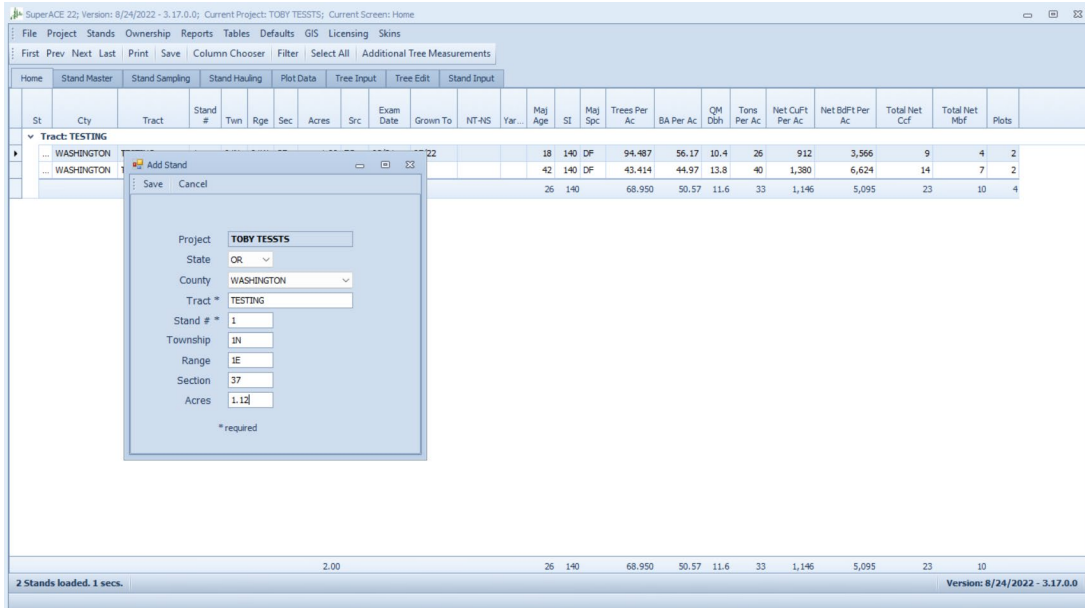 SuperACE 22; Version: 8/24/2022 - 3.17.0.0; Current Project: TOBY TESSTS; Current Screen: Home
File Project Stands Ownership Reports Tables Defaults GIS Licensing Skins
First Prev Next Last Print Save Column Chooser Filter Select All Additional Tree Measurements
Home Stand Master Stand Sampling Stand Hauling Plot Data Tree Input Tree Edit Stand Input
St Cty Tract Stand # Twn Rge Sec Acres Src Exam Date Grown To NT-NS Yar... Maj Age SI Maj Spc Trees Per Ac BA Per Ac QM Dbh Tons Per Ac Net CuFt Per Ac Net BdFt Per Ac Total Net Ccf Total Net Mbf Plots
Tract: TESTING
... WASHINGTON 18 140 DF 94.487 56.17 10.4 26 912 3,566 9 4 2
... WASHINGTON 42 140 DF 43.414 44.97 13.8 40 1,380 6,624 14 7 2
26 140 68.950 50.57 11.6 33 1,146 5,095 23 10 4
Add Stand
Save Cancel
Project TOBY TESSTS
State OR
County WASHINGTON
Tract * TESTING
Stand # * 1
Township 1N
Range 1E
Section 37
Acres 1.12
* required
2.00 26 140 68.950 50.57 11.6 33 1,146 5,095 23 10
2 Stands loaded. 1 secs. Version: 8/24/2022 - 3.17.0.0